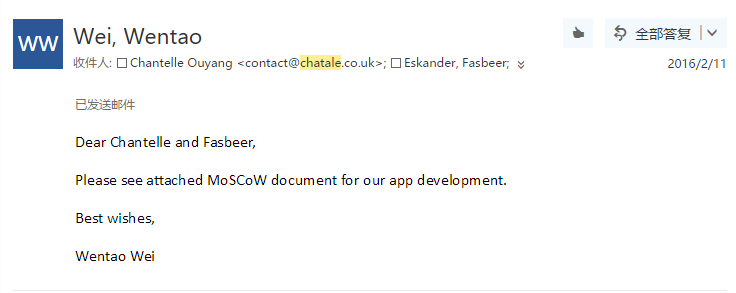 WW
Wei, Wentao
全部答复
收件人: Chantelle Ouyang <contact@chatale.co.uk>; Eskander, Fasbeer;
2016/2/11
已发送邮件
Dear Chantelle and Fasbeer,
Please see attached MoSCoW document for our app development.
Best wishes,
Wentao Wei